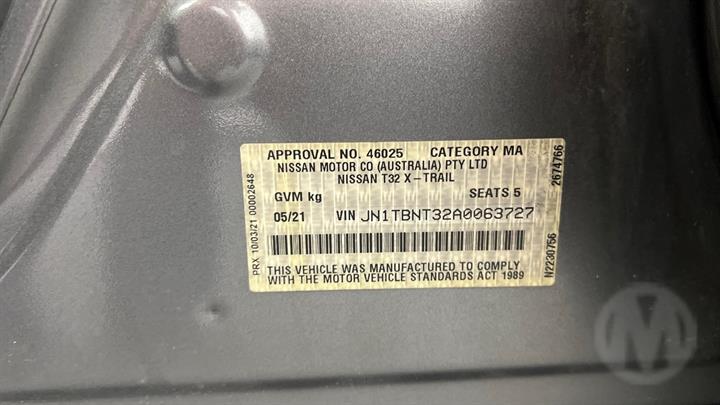 APPROVAL NO. 46025 CATEGORY MA
NISSAN MOTOR CO (AUSTRALIA) PTY LTD
NISSAN T32 X-TRAIL
GVM kg SEATS 5
05/21 VIN JN1TBNT32A0063727
THIS VEHICLE WAS MANUFACTURED TO COMPLY
WITH THE MOTOR VEHICLE STANDARDS ACT 1989
PRX 10/03/21 00002648
N2230756 2674766
M